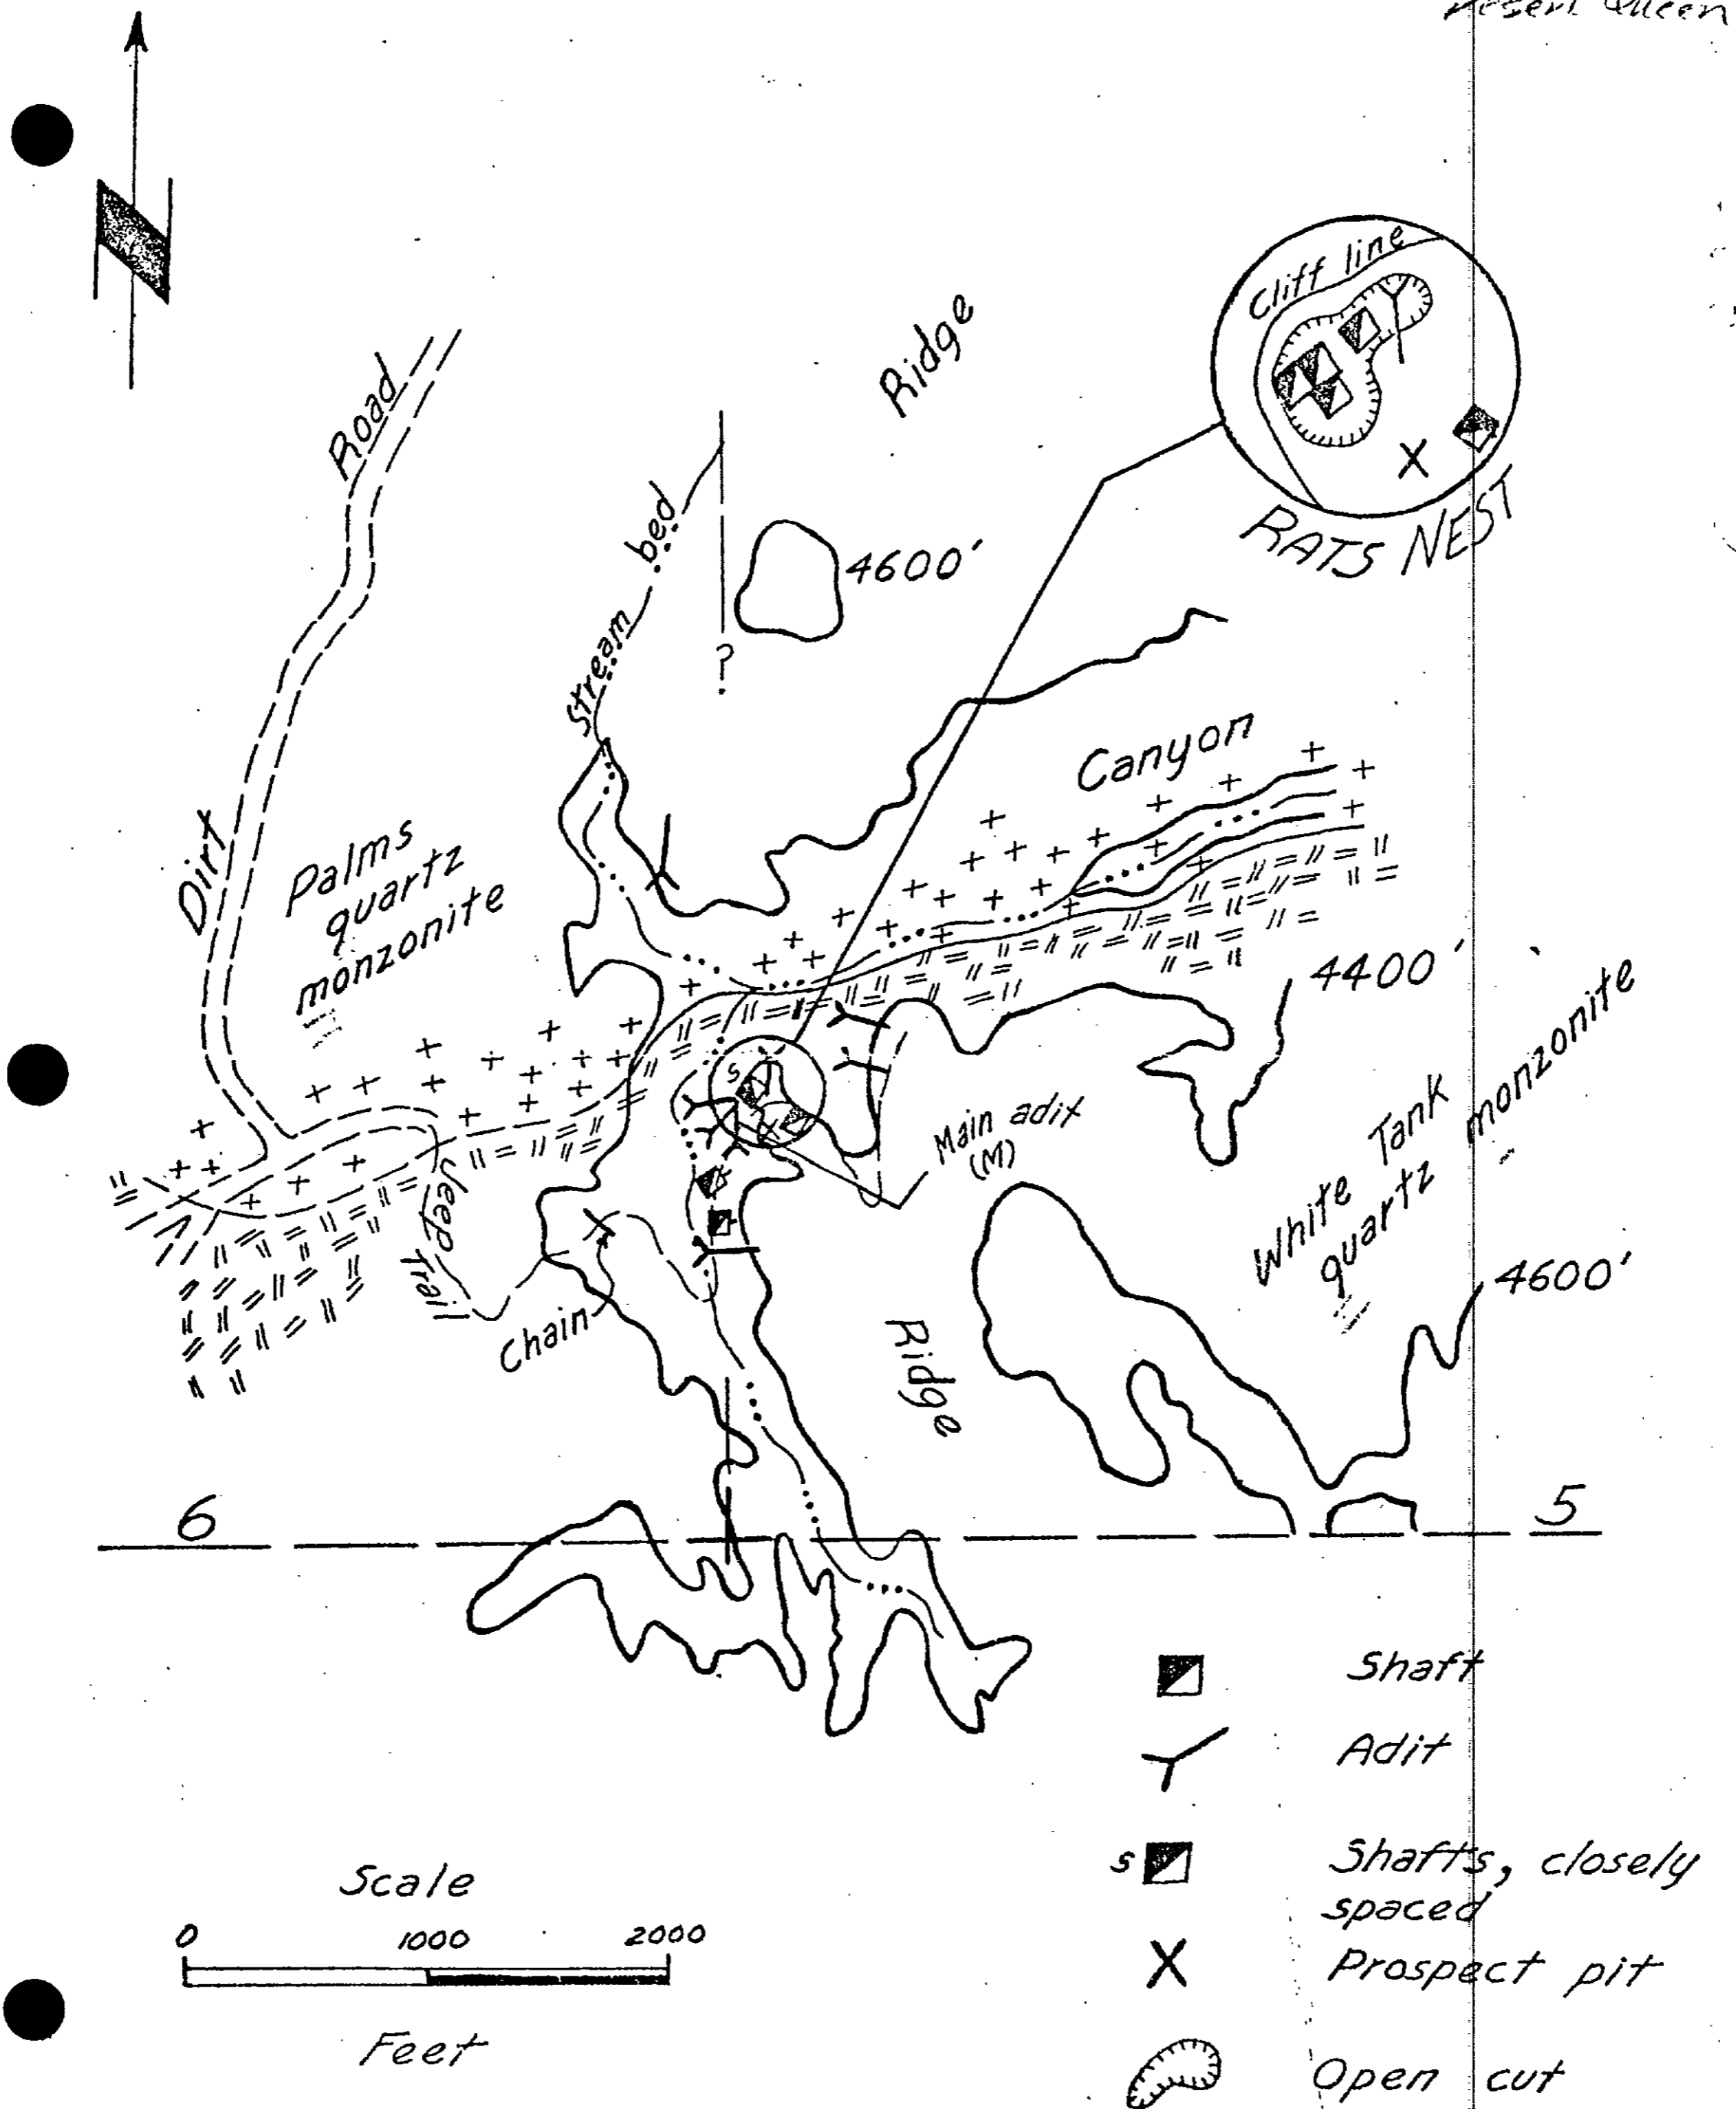 Desert Queen
N
Cliff line
RATS NEST
Ridge
Road
Stream bed
4600'
?
Canyon
Dirt
Palms
quartz
monzonite
4400'
Main adit
(M)
s
Jeep
Trail
Chain
White Tank
quartz monzonite
4600'
Ridge
6
5
Shaft
Adit
s Shafts, closely
spaced
X Prospect pit
Open cut
Scale
0 1000 2000
Feet